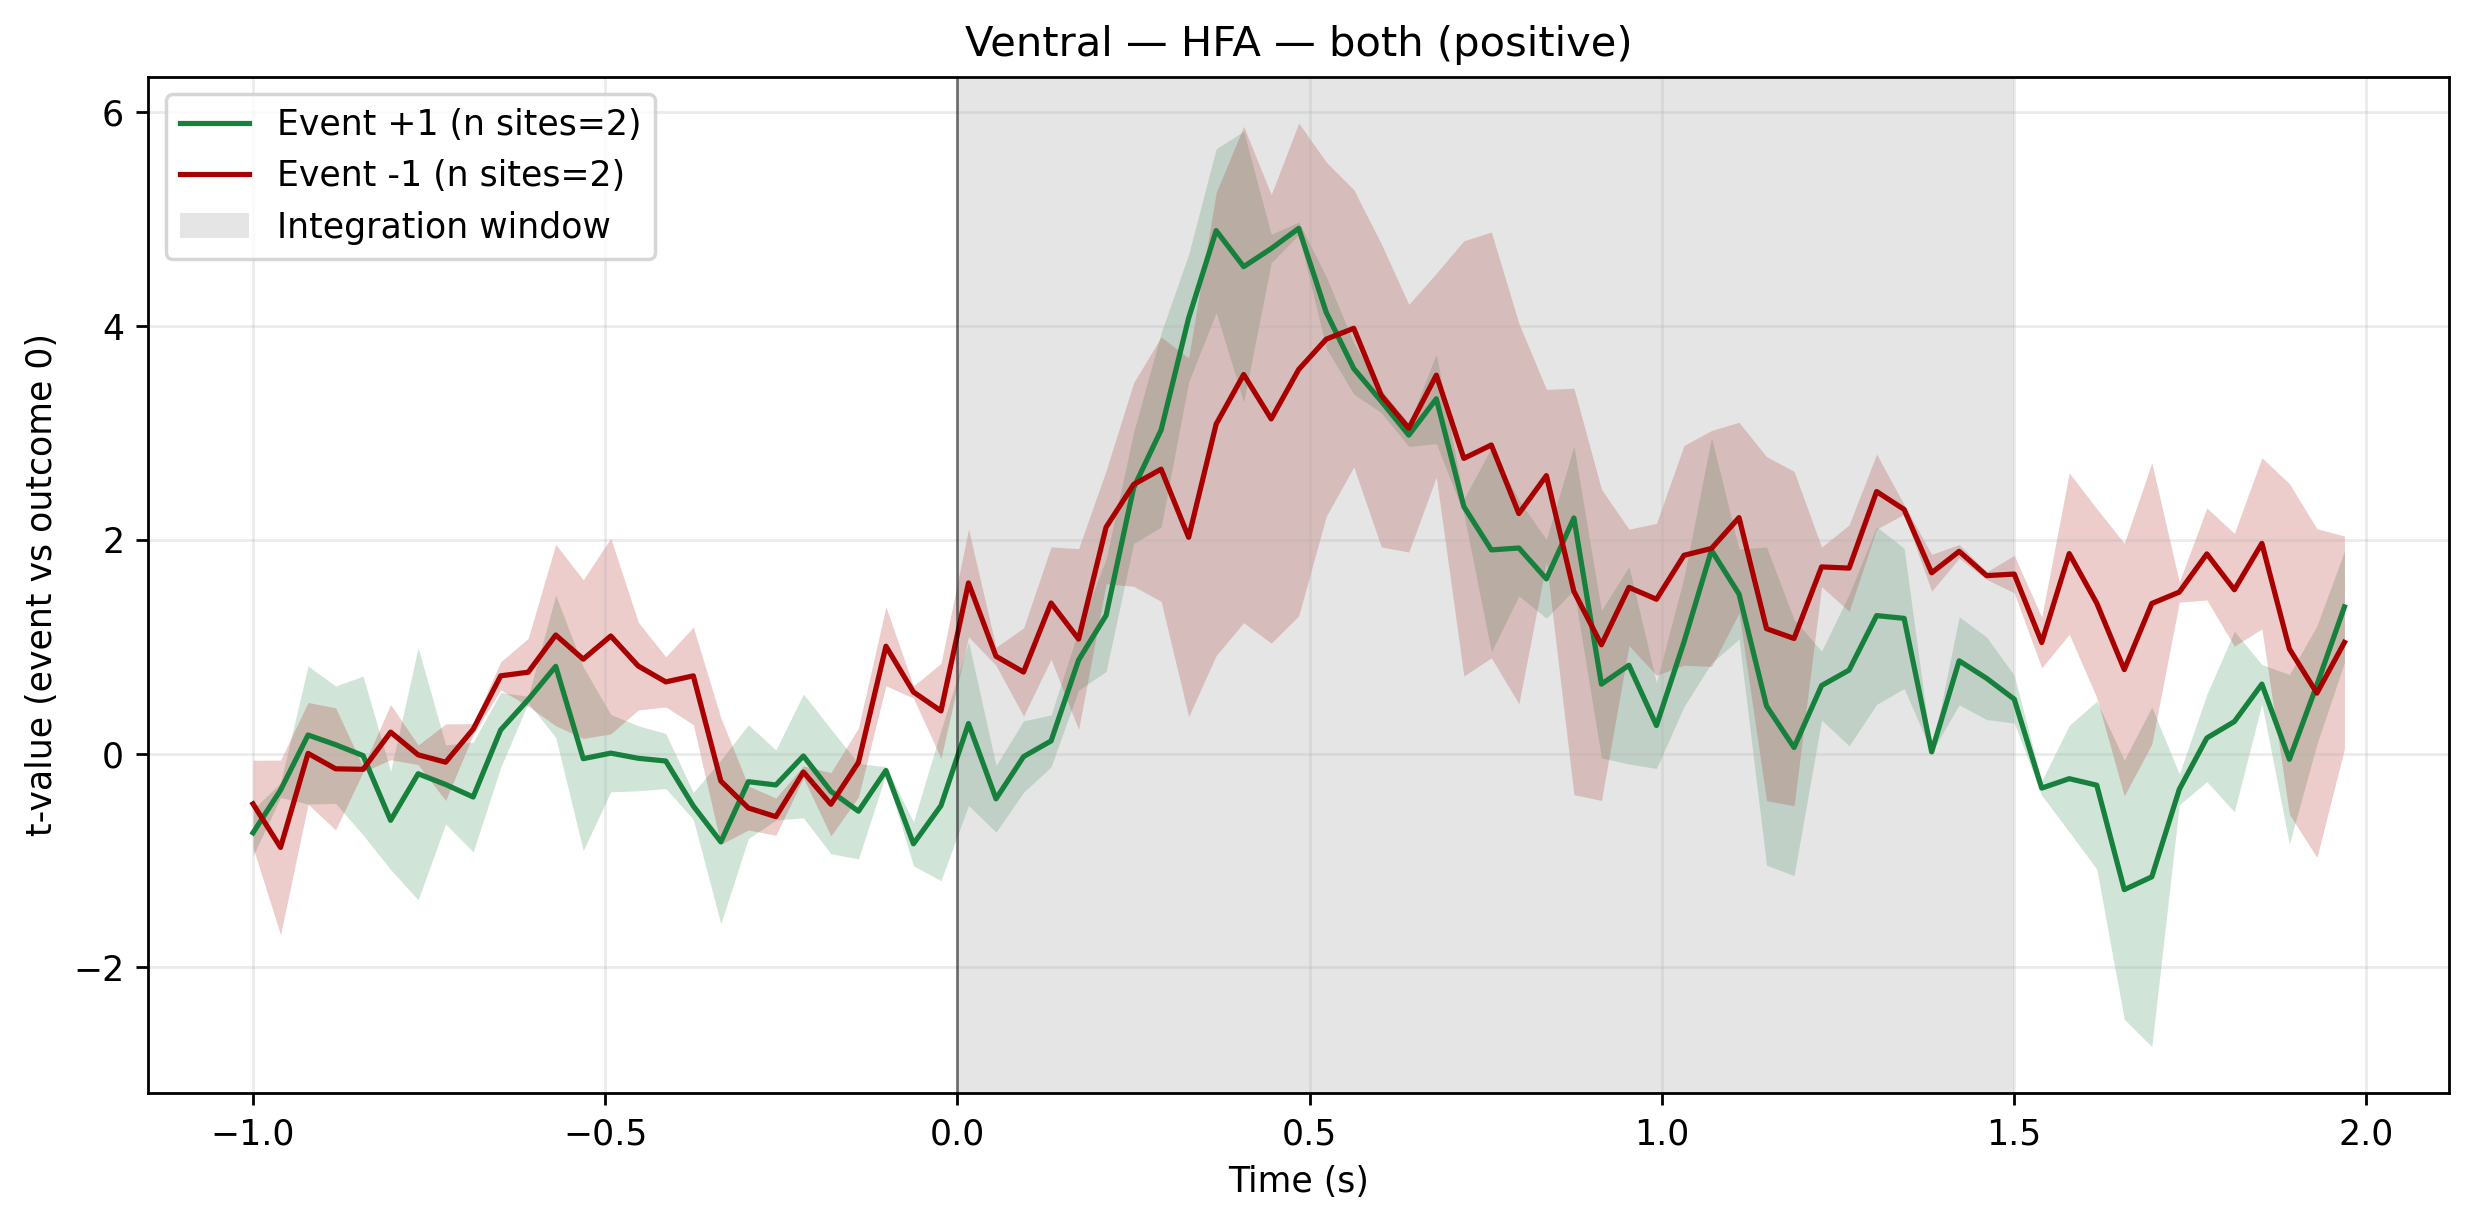 Ventral — HFA — both (positive)
Event +1 (n sites=2)
Event -1 (n sites=2)
Integration window
t-value (event vs outcome 0)
6
4
2
0
−2
−1.0
−0.5
0.0
0.5
1.0
1.5
2.0
Time (s)